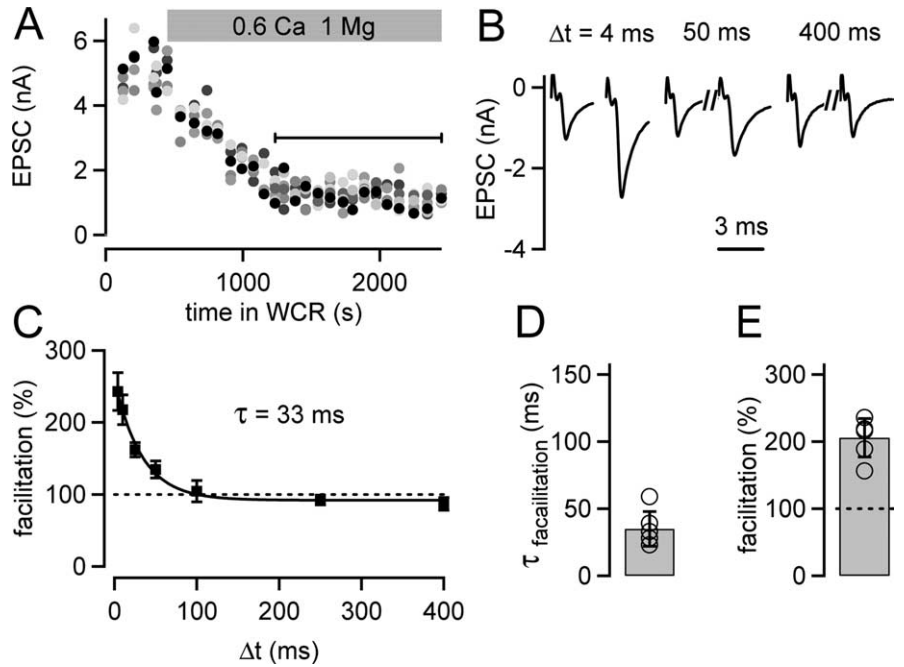 A
0.6 Ca 1 Mg
EPSC (nA)
6
4
2
0
0
1000
2000
time in WCR (s)
B
Δt = 4 ms
50 ms
400 ms
EPSC (nA)
0
-2
-4
3 ms
C
facilitation (%)
300
200
100
0
τ = 33 ms
0
100
200
300
400
Δt (ms)
D
τ facailitation (ms)
150
100
50
0
E
facilitation (%)
300
200
100
0